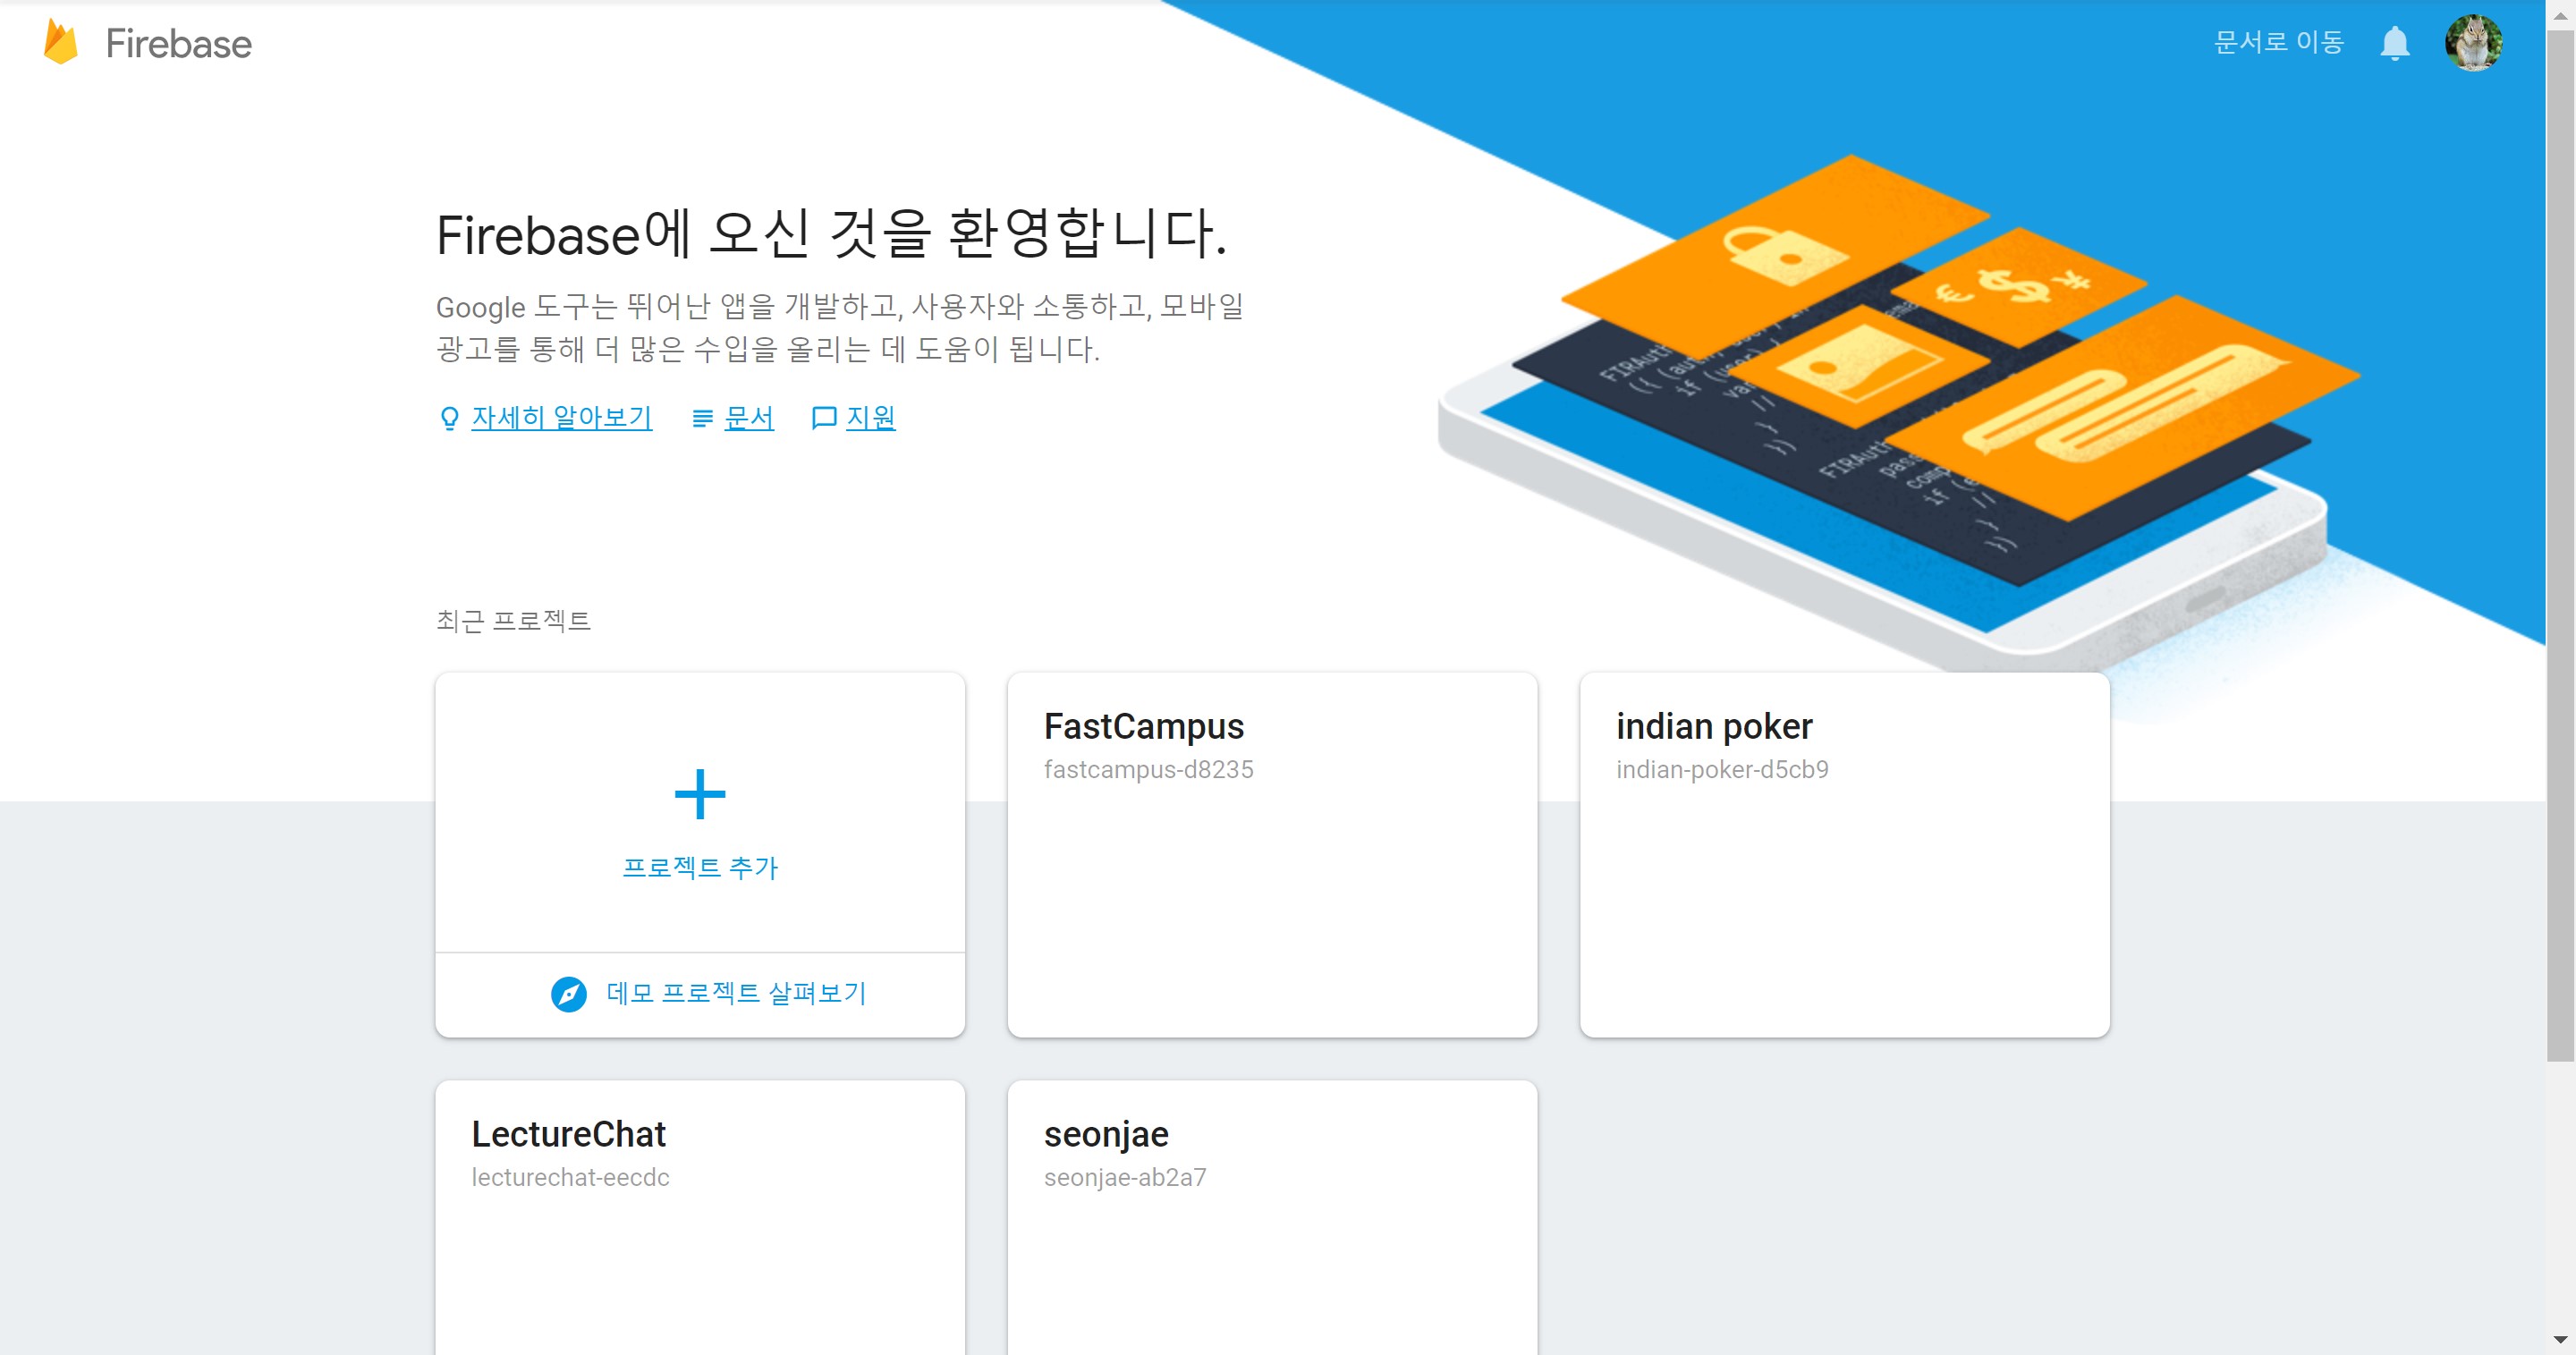 Firebase
문서로 이동
Firebase에 오신 것을 환영합니다.
Google 도구는 뛰어난 앱을 개발하고, 사용자와 소통하고, 모바일
광고를 통해 더 많은 수입을 올리는 데 도움이 됩니다.
자세히 알아보기 문서 지원
최근 프로젝트
프로젝트 추가
데모 프로젝트 살펴보기
FastCampus
fastcampus-d8235
indian poker
indian-poker-d5cb9
LectureChat
lecturechat-eecdc
seonjae
seonjae-ab2a7